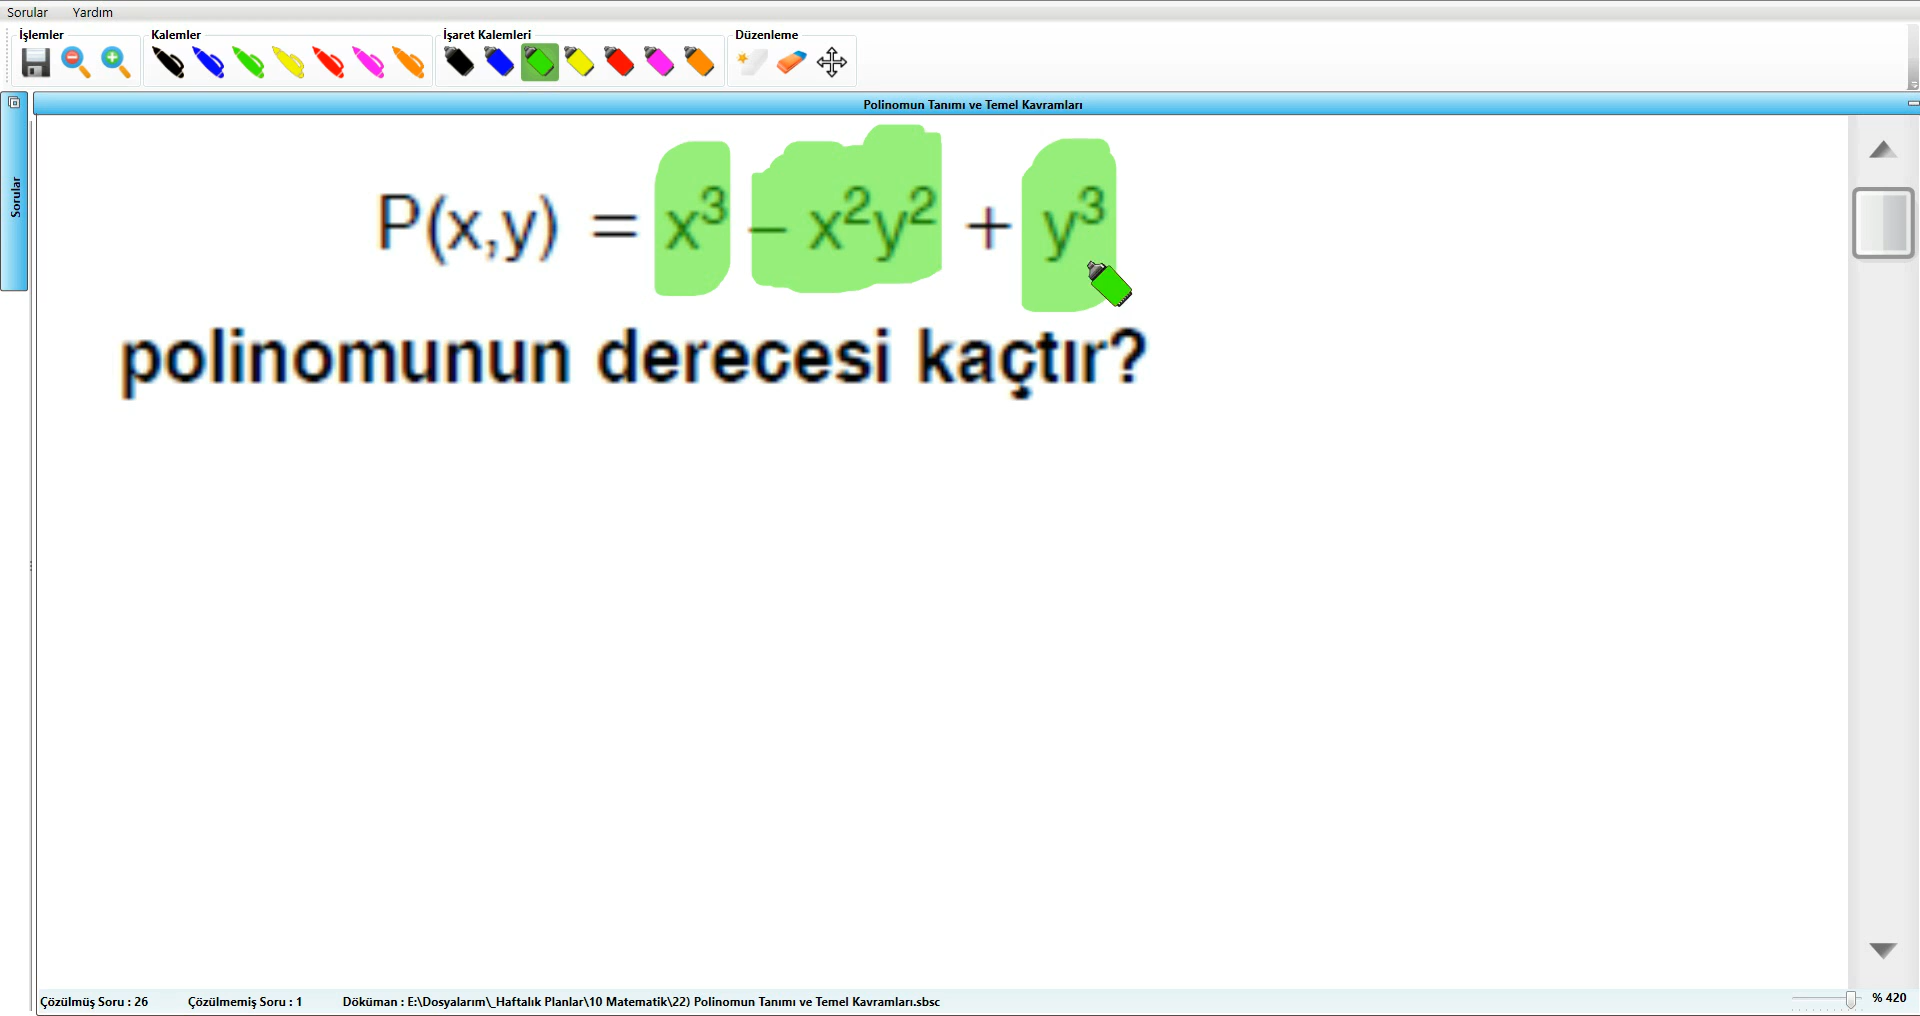 Sorular Yardım
İşlemler Kalemler İşaret Kalemleri Düzenleme
Polinomun Tanımı ve Temel Kavramları
Sorular
P(x,y) = x³ – x²y² + y³
polinomunun derecesi kaçtır?
Çözülmüş Soru : 26 Çözülmemiş Soru : 1 Döküman : E:\Dosyalarım\_Haftalık Planlar\10 Matematik\22) Polinomun Tanımı ve Temel Kavramları.sbsc % 420